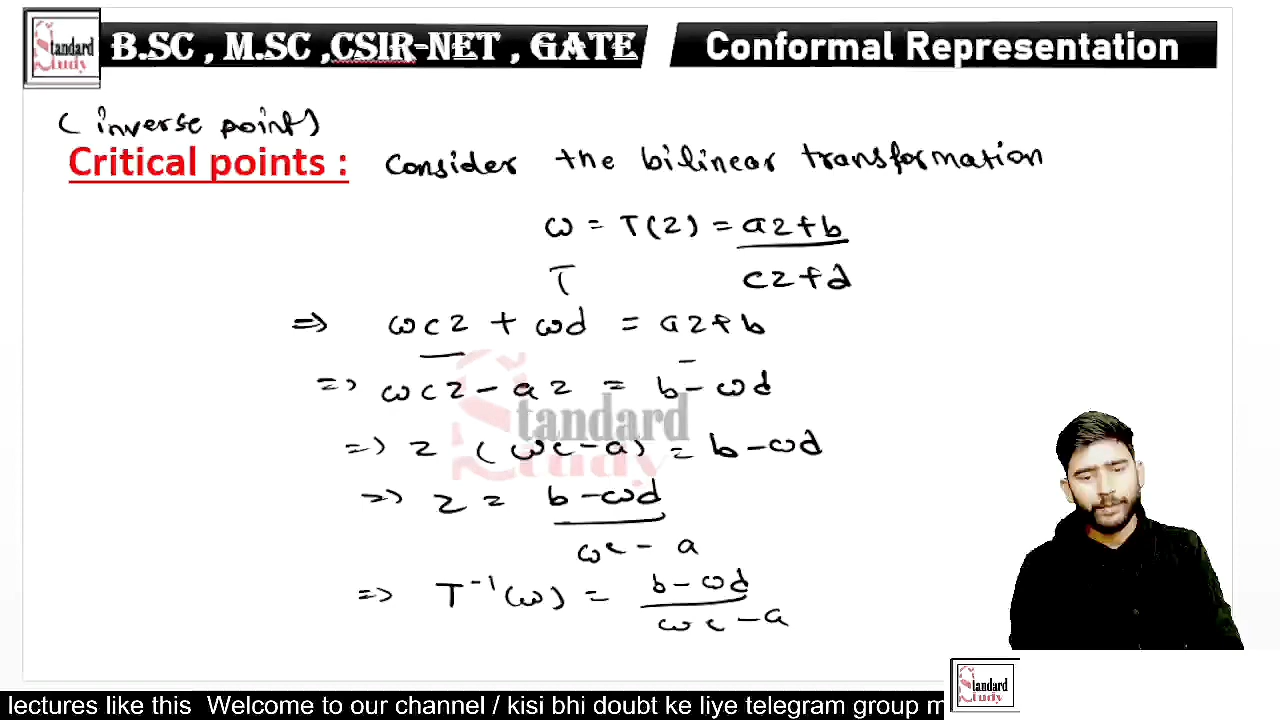 Standard Study
B.SC , M.SC ,CSIR-NET , GATE
Conformal Representation
( inverse point)
Critical points : Consider the bilinear transformation
ω = T(z) = az+b
T cz+d
⇒ ωcz + ωd = az+b
⇒ ωcz - az = b - ωd
⇒ z (ωc - a) = b - ωd
⇒ z = b - ωd
ωc - a
⇒ T⁻¹(ω) = b - ωd
ωc - a
Standard Study
Standard Study
lectures like this Welcome to our channel / kisi bhi doubt ke liye telegram group m